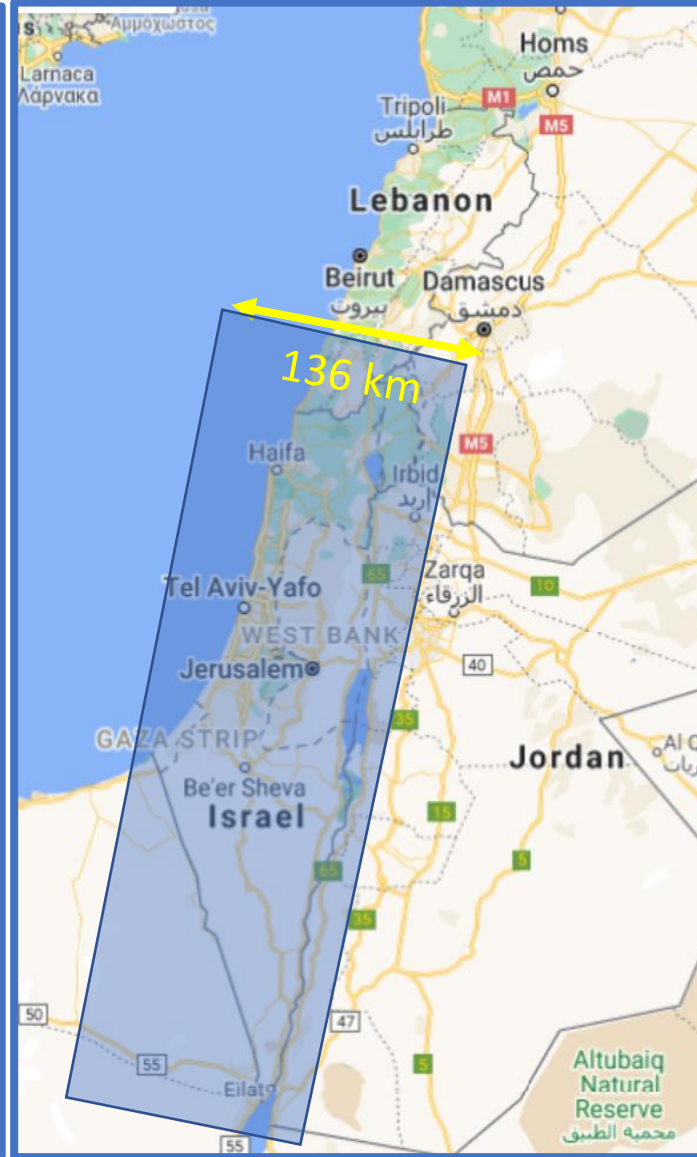 Αμμόχωστος
Larnaca
Λάρνακα
Homs
حمص
M1
Tripoli
طرابلس
M5
Lebanon
Beirut
بيروت
Damascus
دمشق
136 km
M5
Haifa
Irbid
إربد
Zarqa
الزرقاء
65
10
Tel Aviv-Yafo
WEST BANK
Jerusalem
40
35
GAZA STRIP
Jordan
Be'er Sheva
Israel
15
65
5
35
50
47
55
5
Eilat
Altubaiq
Natural
Reserve
محمية الطبيق
55